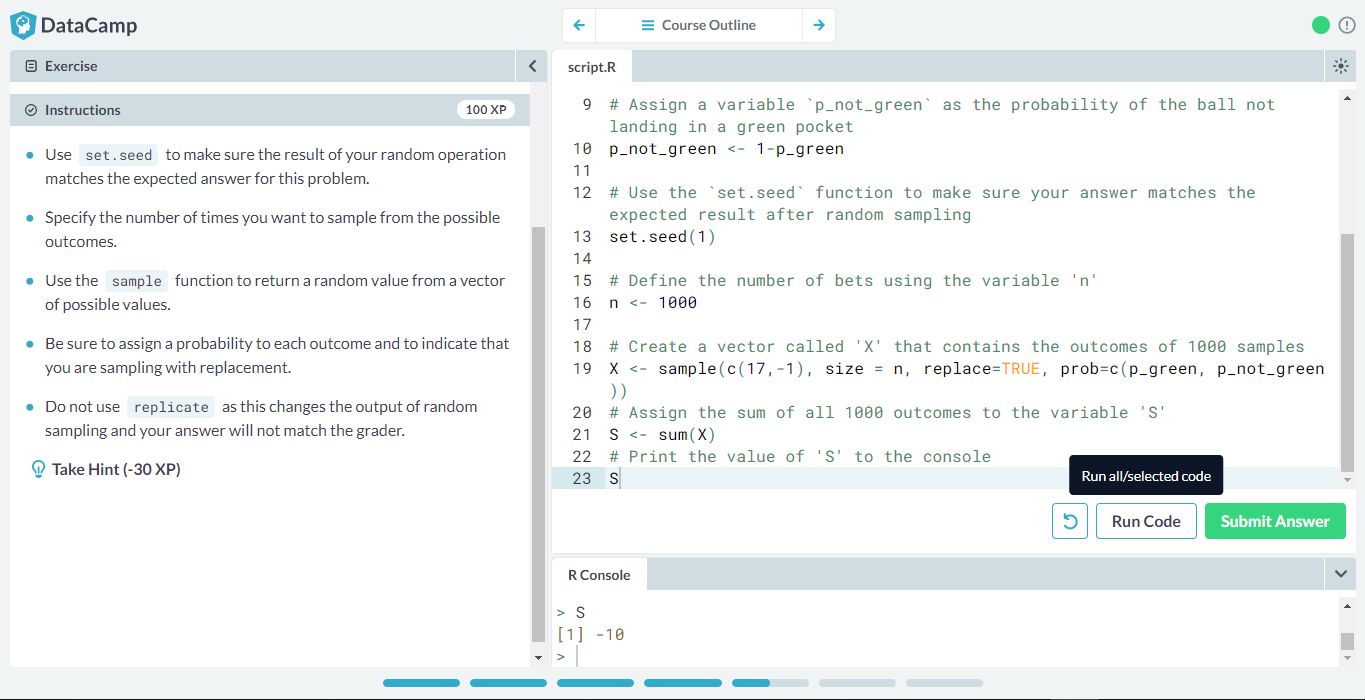 DataCamp
Course Outline
Exercise
Instructions
100 XP
Use set.seed to make sure the result of your random operation
matches the expected answer for this problem.
Specify the number of times you want to sample from the possible
outcomes.
Use the sample function to return a random value from a vector
of possible values.
Be sure to assign a probability to each outcome and to indicate that
you are sampling with replacement.
Do not use replicate as this changes the output of random
sampling and your answer will not match the grader.
Take Hint (-30 XP)
script.R
9 # Assign a variable `p_not_green` as the probability of the ball not
landing in a green pocket
10 p_not_green <- 1-p_green
11
12 # Use the `set.seed` function to make sure your answer matches the
expected result after random sampling
13 set.seed(1)
14
15 # Define the number of bets using the variable 'n'
16 n <- 1000
17
18 # Create a vector called 'X' that contains the outcomes of 1000 samples
19 X <- sample(c(17,-1), size = n, replace=TRUE, prob=c(p_green, p_not_green
))
20 # Assign the sum of all 1000 outcomes to the variable 'S'
21 S <- sum(X)
22 # Print the value of 'S' to the console
23 S
Run all/selected code
Run Code
Submit Answer
R Console
> S
[1] -10
>